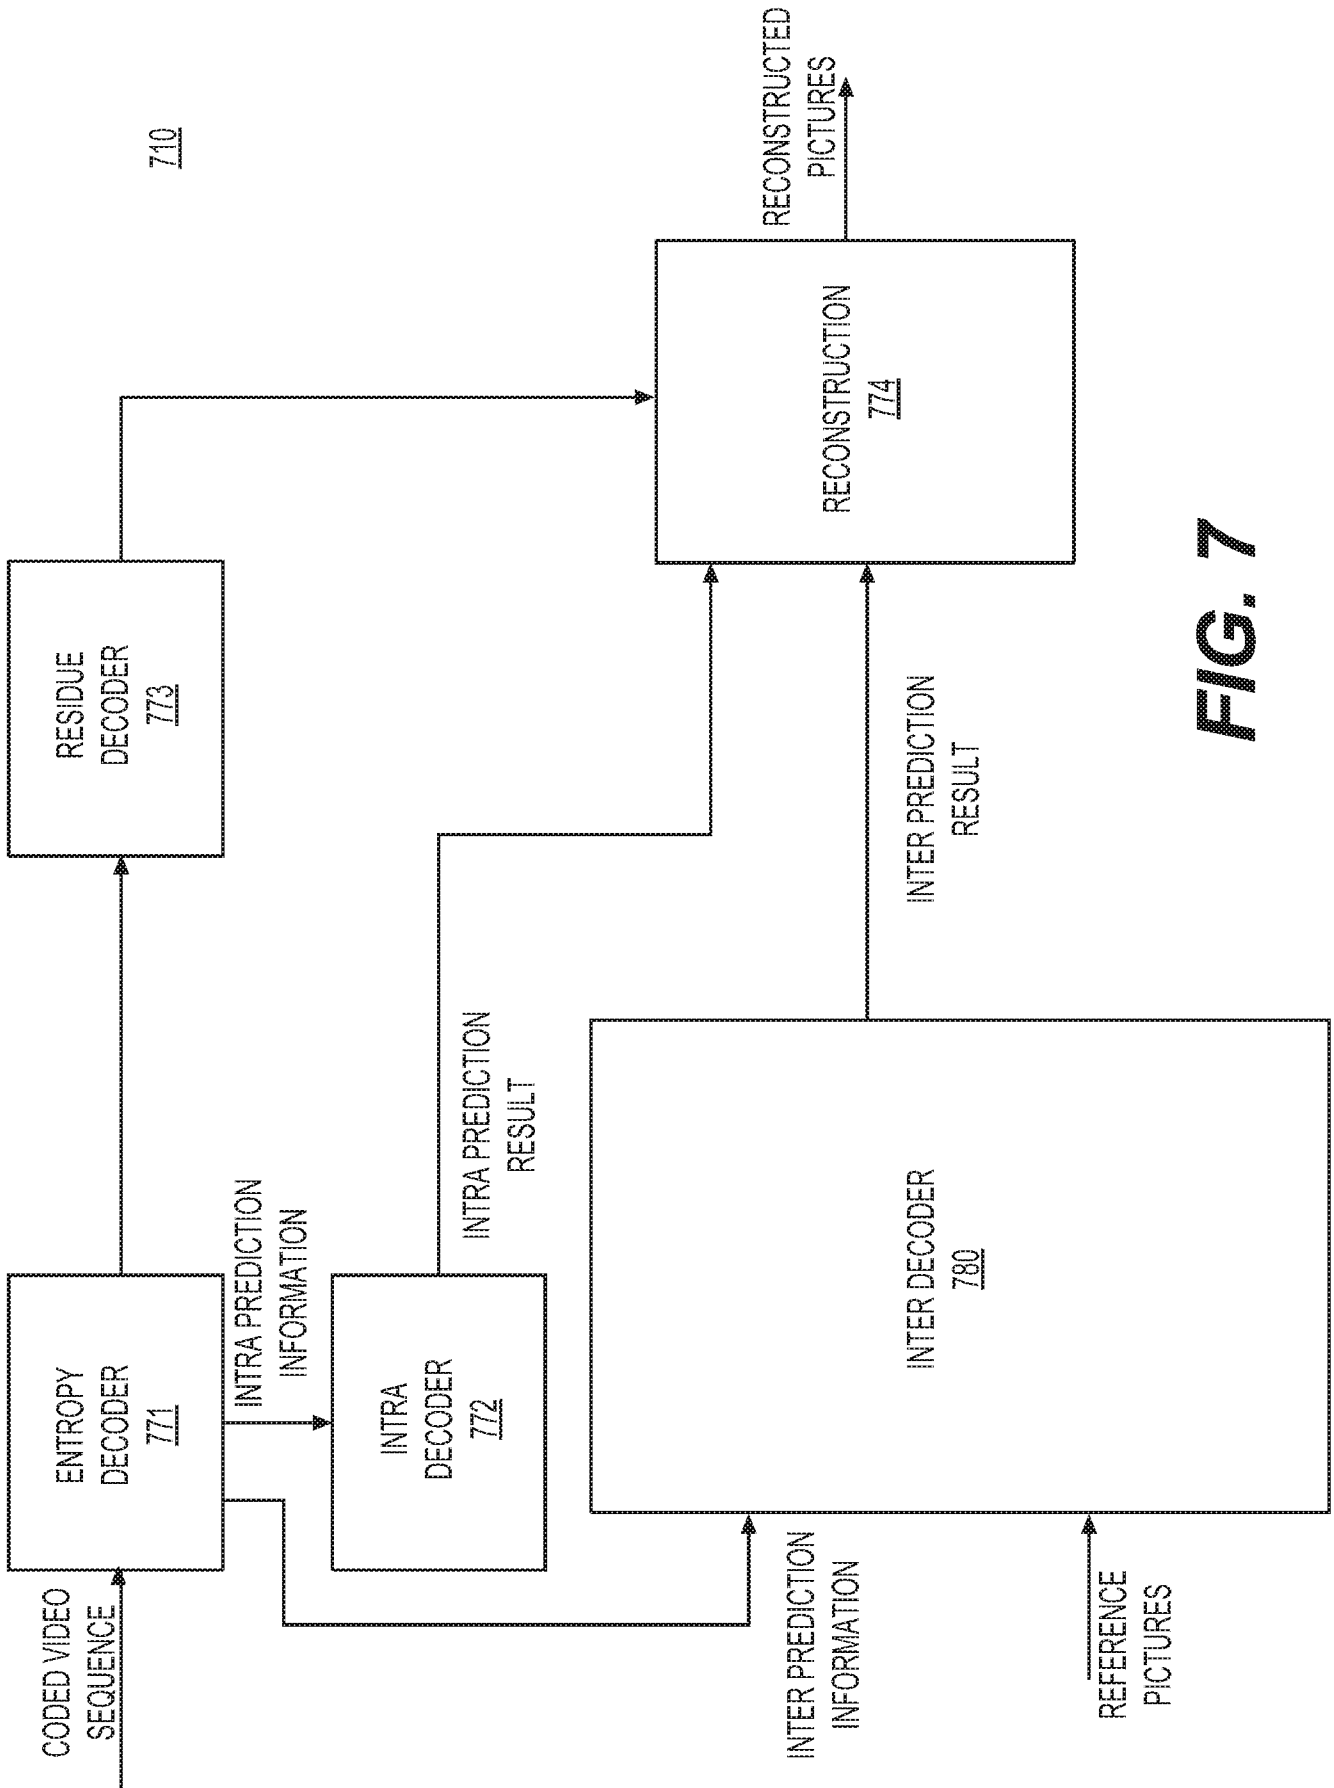 710
CODED VIDEO
SEQUENCE
ENTROPY
DECODER
771
RESIDUE
DECODER
773
INTRA PREDICTION
INFORMATION
INTRA
DECODER
772
INTRA PREDICTION
RESULT
RECONSTRUCTED
PICTURES
RECONSTRUCTION
774
INTER PREDICTION
INFORMATION
INTER DECODER
780
INTER PREDICTION
RESULT
REFERENCE
PICTURES
FIG. 7